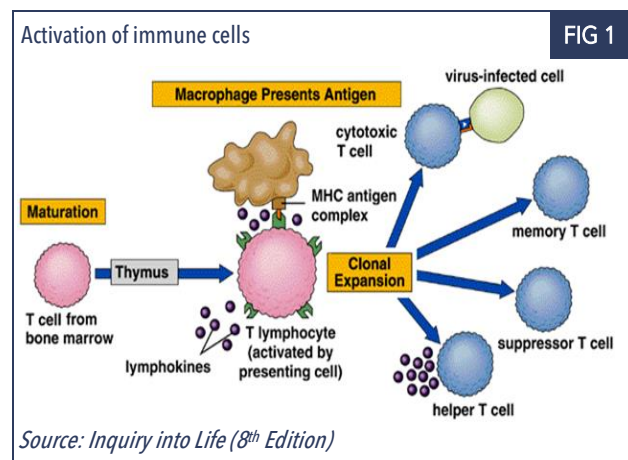 Activation of immune cells
FIG 1
Macrophage Presents Antigen
virus-infected cell
cytotoxic
T cell
MHC antigen
complex
Maturation
memory T cell
Thymus
Clonal
Expansion
T cell from
bone marrow
T lymphocyte
(activated by
presenting cell)
suppressor T cell
lymphokines
helper T cell
Source: Inquiry into Life (8th Edition)